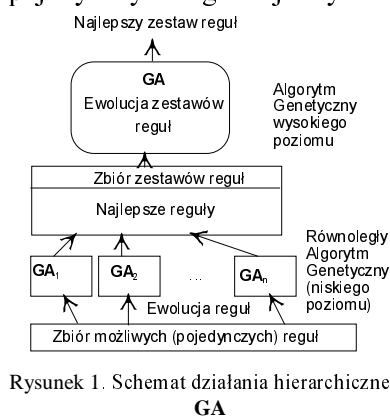 Najlepszy zestaw reguł
GA
Ewolucja zestawów
reguł
Algorytm
Genetyczny
wysokiego
poziomu
Zbiór zestawów reguł
Najlepsze reguły
Równoległy
Algorytm
Genetyczny
(niskiego
poziomu)
GA1 GA2 ... GAn
Ewolucja reguł
Zbiór możliwych (pojedynczych) reguł
Rysunek 1. Schemat działania hierarchiczne
GA